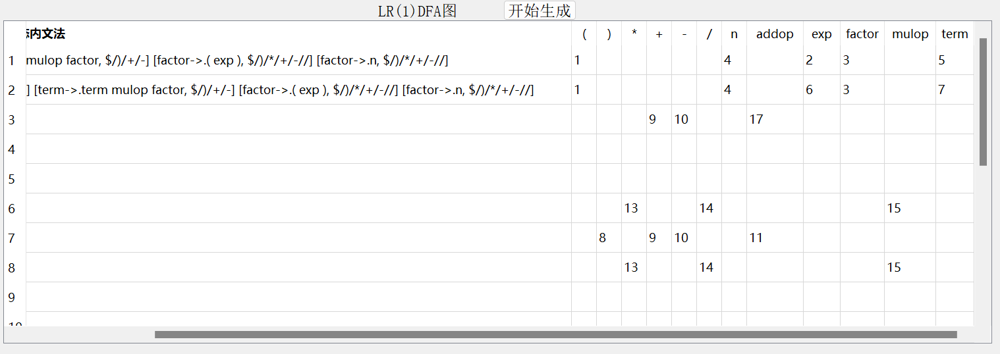 LR(1)DFA图 开始生成
态内文法 ( ) * + - / n addop exp factor mulop term
1 mulop factor, $/)/+/-] [factor->.( exp ), $/)/*/+/-//] [factor->.n, $/)/*/+/-//] 1 4 2 3 5
2 ] [term->.term mulop factor, $/)/+/-] [factor->.( exp ), $/)/*/+/-//] [factor->.n, $/)/*/+/-//] 1 4 6 3 7
3 9 10 17
4
5
6 13 14 15
7 8 9 10 11
8 13 14 15
9
10